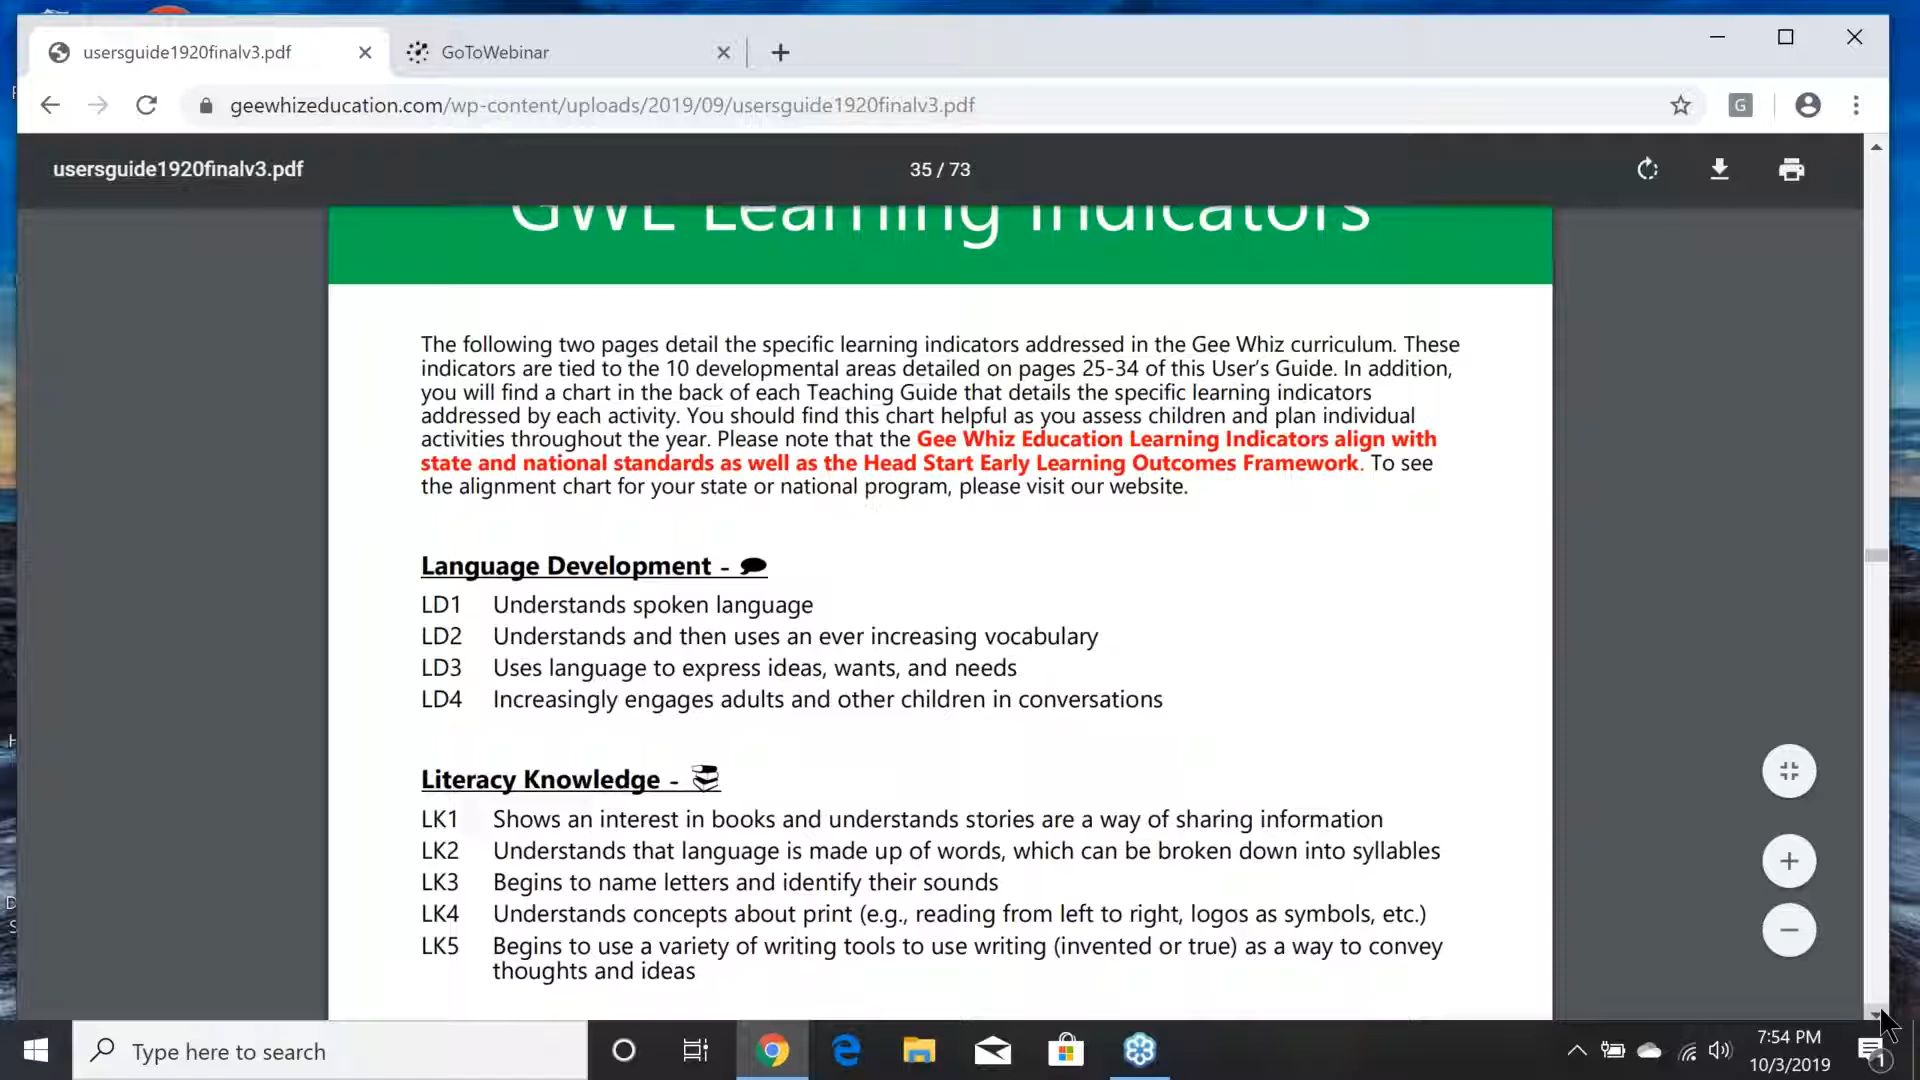 usersguide1920finalv3.pdf
GoToWebinar
geewhizeducation.com/wp-content/uploads/2019/09/usersguide1920finalv3.pdf
G
usersguide1920finalv3.pdf
35 / 73
GWE Learning Indicators
The following two pages detail the specific learning indicators addressed in the Gee Whiz curriculum. These
indicators are tied to the 10 developmental areas detailed on pages 25-34 of this User's Guide. In addition,
you will find a chart in the back of each Teaching Guide that details the specific learning indicators
addressed by each activity. You should find this chart helpful as you assess children and plan individual
activities throughout the year. Please note that the Gee Whiz Education Learning Indicators align with
state and national standards as well as the Head Start Early Learning Outcomes Framework. To see
the alignment chart for your state or national program, please visit our website.
Language Development -
LD1 Understands spoken language
LD2 Understands and then uses an ever increasing vocabulary
LD3 Uses language to express ideas, wants, and needs
LD4 Increasingly engages adults and other children in conversations
Literacy Knowledge -
LK1 Shows an interest in books and understands stories are a way of sharing information
LK2 Understands that language is made up of words, which can be broken down into syllables
LK3 Begins to name letters and identify their sounds
LK4 Understands concepts about print (e.g., reading from left to right, logos as symbols, etc.)
LK5 Begins to use a variety of writing tools to use writing (invented or true) as a way to convey
thoughts and ideas
Type here to search
7:54 PM
10/3/2019
1